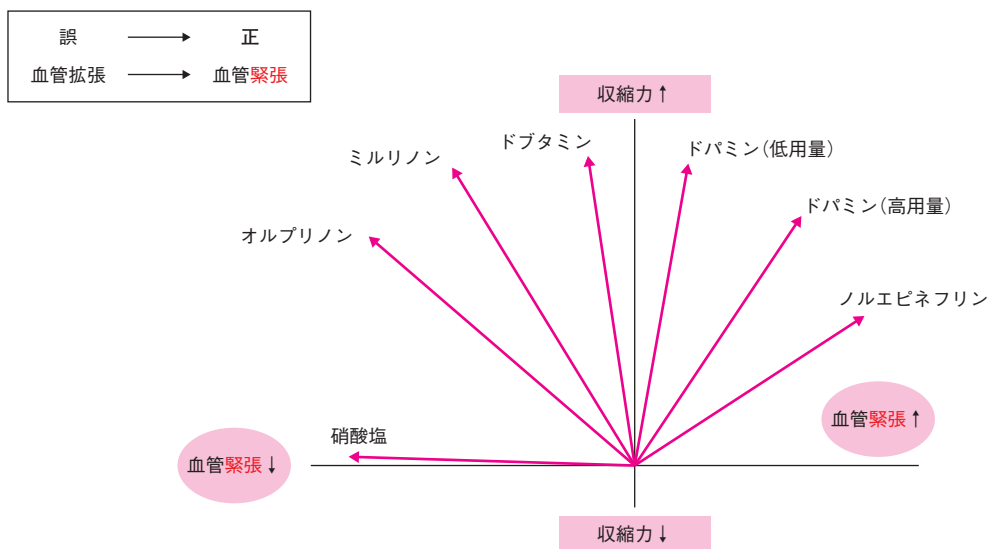 誤 → 正
血管拡張 → 血管緊張
収縮力↑
ドブタミン
ドパミン(低用量)
ミルリノン
ドパミン(高用量)
オルプリノン
ノルエピネフリン
血管緊張↑
硝酸塩
血管緊張↓
収縮力↓